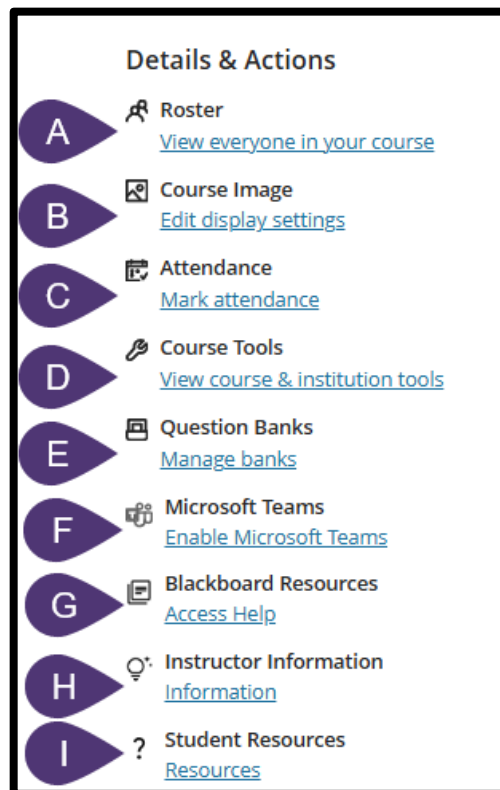 Details & Actions
A
Roster
View everyone in your course
B
Course Image
Edit display settings
C
Attendance
Mark attendance
D
Course Tools
View course & institution tools
E
Question Banks
Manage banks
F
Microsoft Teams
Enable Microsoft Teams
G
Blackboard Resources
Access Help
H
Instructor Information
Information
I
Student Resources
Resources